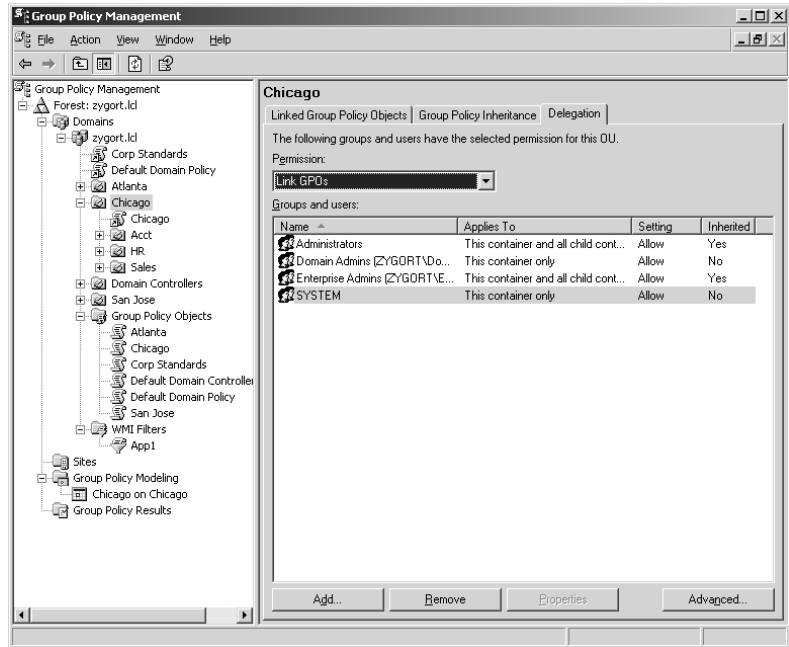 Group Policy Management
File Action View Window Help
Group Policy Management
Forest: zygort.lcl
Domains
zygort.lcl
Corp Standards
Default Domain Policy
Atlanta
Chicago
Chicago
Acct
HR
Sales
Domain Controllers
San Jose
Group Policy Objects
Atlanta
Chicago
Corp Standards
Default Domain Controller
Default Domain Policy
San Jose
WMI Filters
App1
Sites
Group Policy Modeling
Chicago on Chicago
Group Policy Results
Chicago
Linked Group Policy Objects Group Policy Inheritance Delegation
The following groups and users have the selected permission for this OU.
Permission:
Link GPOs
Groups and users:
Name Applies To Setting Inherited
Administrators This container and all child cont... Allow Yes
Domain Admins (ZYGORT\Do... This container only Allow No
Enterprise Admins (ZYGORT\E... This container and all child cont... Allow Yes
SYSTEM This container only Allow No
Add... Remove Properties Advanced...